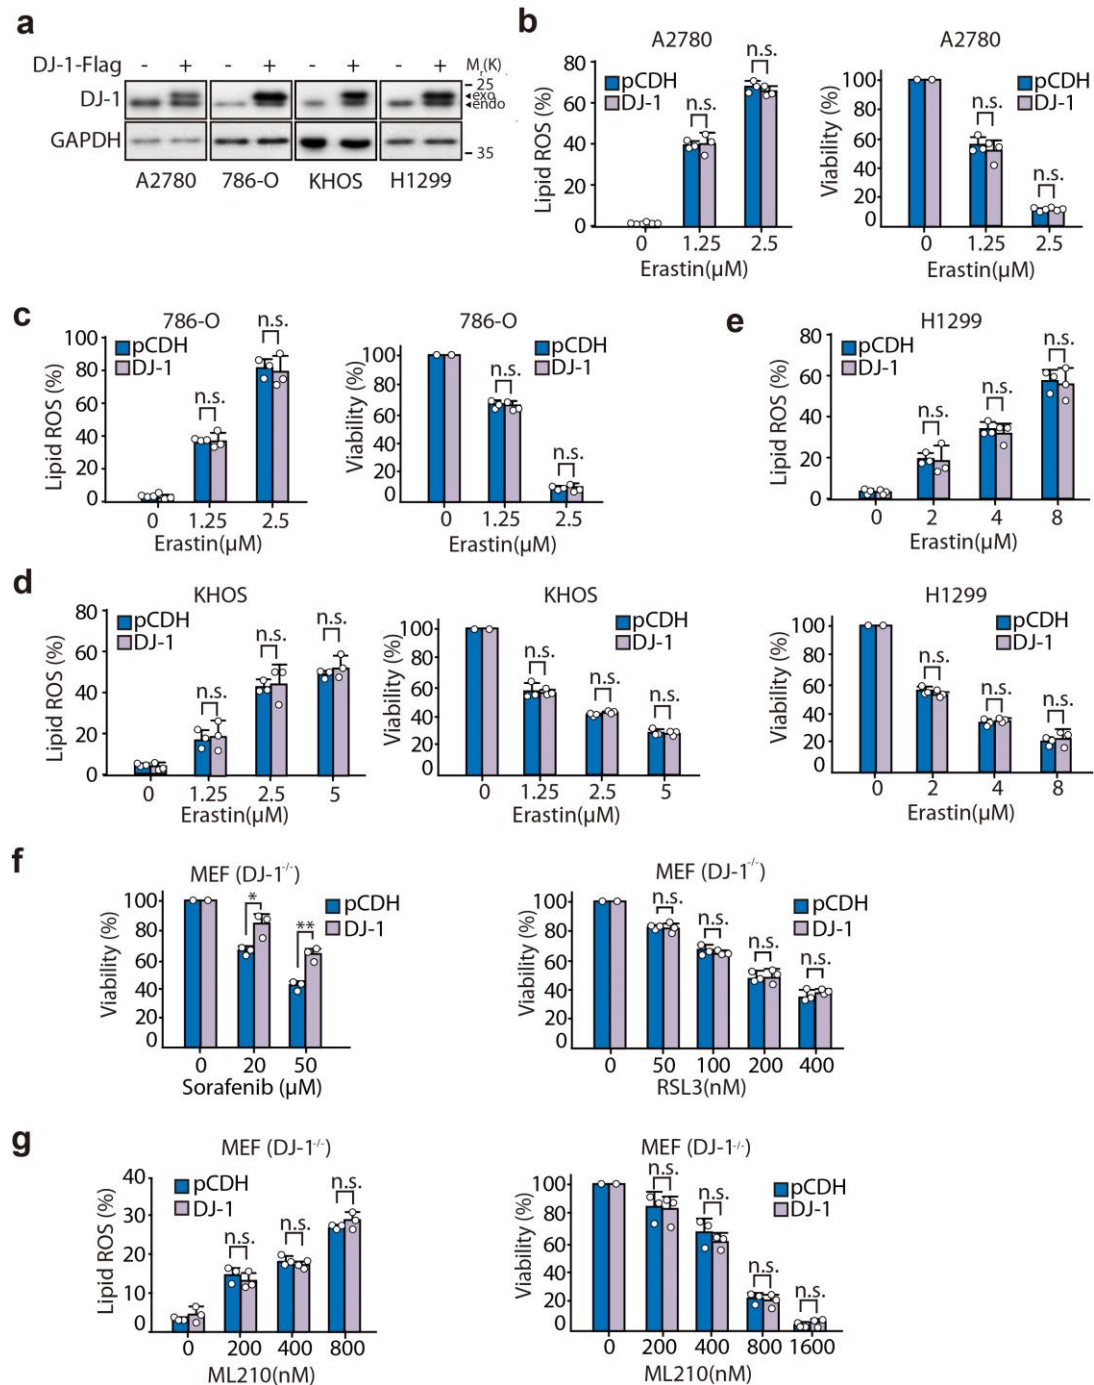 a
DJ-1-Flag - + - + - + - + Mr(K)
DJ-1
25
exo
endo
GAPDH
35
A2780 786-O KHOS H1299
b
A2780
pCDH
DJ-1
Lipid ROS (%)
80
60
40
20
0
n.s.
n.s.
0 1.25 2.5
Erastin(μM)
A2780
pCDH
DJ-1
Viability (%)
100
80
60
40
20
0
n.s.
n.s.
0 1.25 2.5
Erastin(μM)
c
786-O
pCDH
DJ-1
Lipid ROS (%)
100
80
60
40
20
0
n.s.
n.s.
0 1.25 2.5
Erastin(μM)
786-O
pCDH
DJ-1
Viability (%)
100
80
60
40
20
0
n.s.
n.s.
0 1.25 2.5
Erastin(μM)
e
H1299
pCDH
DJ-1
Lipid ROS (%)
80
60
40
20
0
n.s.
n.s.
n.s.
0 2 4 8
Erastin(μM)
d
KHOS
pCDH
DJ-1
Lipid ROS (%)
80
60
40
20
0
n.s.
n.s.
n.s.
0 1.25 2.5 5
Erastin(μM)
KHOS
pCDH
DJ-1
Viability (%)
100
80
60
40
20
0
n.s.
n.s.
n.s.
0 1.25 2.5 5
Erastin(μM)
H1299
pCDH
DJ-1
Viability (%)
100
80
60
40
20
0
n.s.
n.s.
n.s.
0 2 4 8
Erastin(μM)
f
MEF (DJ-1-/-)
pCDH
DJ-1
Viability (%)
100
80
60
40
20
0
*
**
0 20 50
Sorafenib (μM)
MEF (DJ-1-/-)
pCDH
DJ-1
Viability (%)
100
80
60
40
20
0
n.s.
n.s.
n.s.
n.s.
0 50 100 200 400
RSL3(nM)
g
MEF (DJ-1-/-)
pCDH
DJ-1
Lipid ROS (%)
40
30
20
10
0
n.s.
n.s.
n.s.
0 200 400 800
ML210(nM)
MEF (DJ-1-/-)
pCDH
DJ-1
Viability (%)
100
80
60
40
20
0
n.s.
n.s.
n.s.
n.s.
0 200 400 800 1600
ML210(nM)